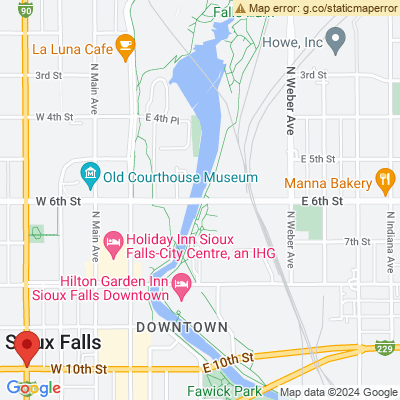 90
Falls Park
Map error: g.co/staticmaperror
La Luna Cafe
Howe, Inc
3rd St
3rd St
N Main Ave
N Weber Ave
W 4th St
E 4th Pl
E 5th St
Old Courthouse Museum
Manna Bakery
W 6th St
E 6th St
N Main Ave
N Weber Ave
N Indiana Ave
Holiday Inn Sioux
Falls-City Centre, an IHG
7th St
Hilton Garden Inn
Sioux Falls Downtown
DOWNTOWN
Falls
229
W 10th St
E 10th St
Fawick Park
Google
Map data ©2024 Google